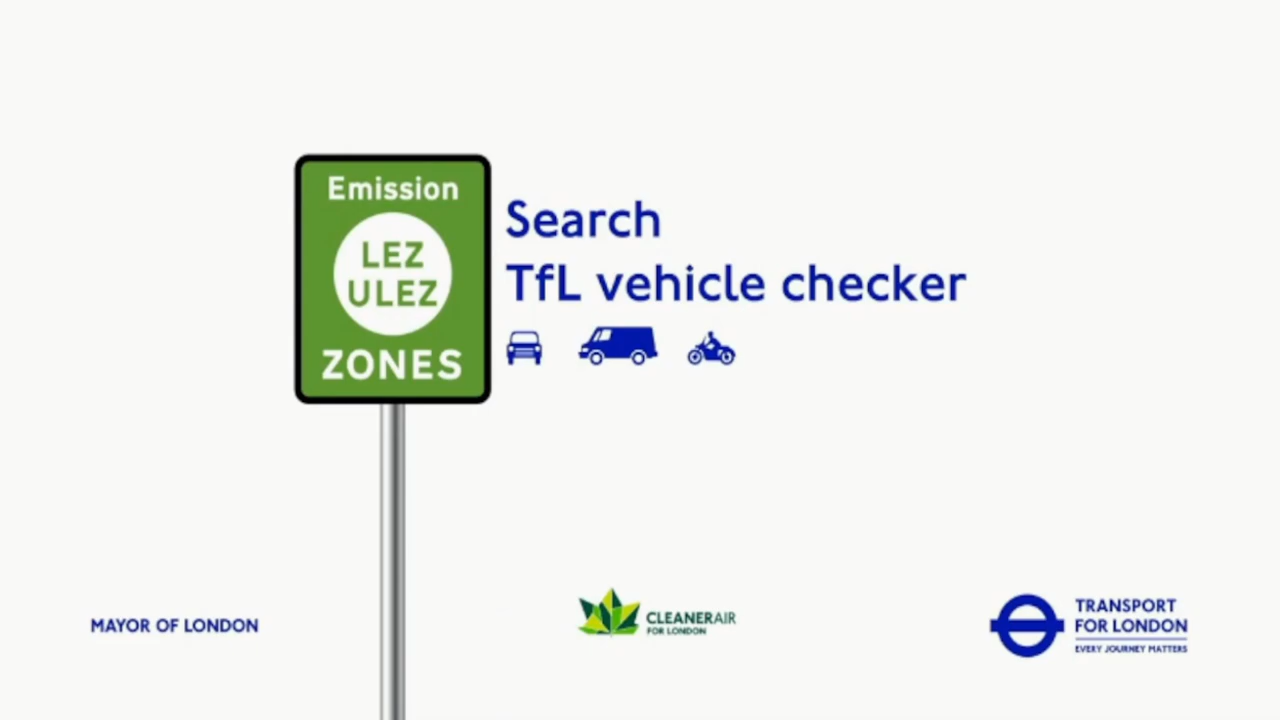 Emission
LEZ
ULEZ
ZONES
Search
TfL vehicle checker
MAYOR OF LONDON
CLEANERAIR
FOR LONDON
TRANSPORT
FOR LONDON
EVERY JOURNEY MATTERS